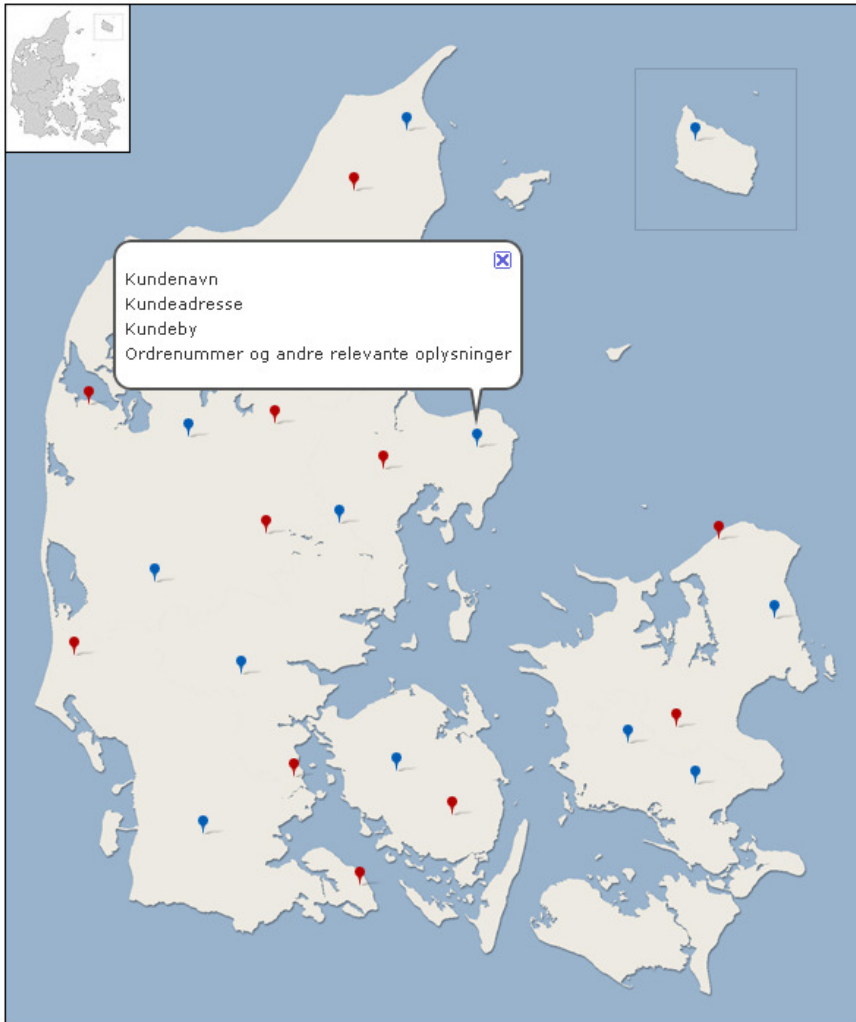 Kundenavn
Kundeadresse
Kundeby
Ordrenummer og andre relevante oplysninger